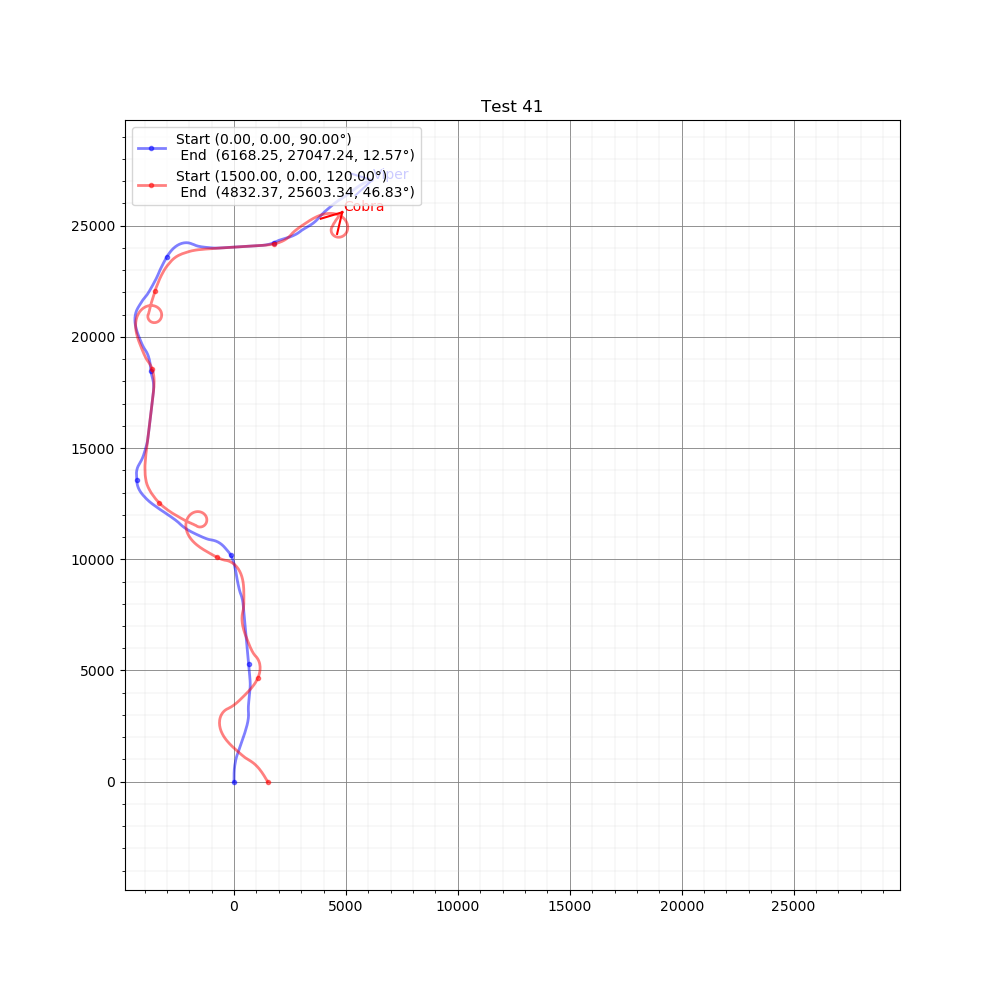 Test 41
Start (0.00, 0.00, 90.00°)
End (6168.25, 27047.24, 12.57°)
Start (1500.00, 0.00, 120.00°)
End (4832.37, 25603.34, 46.83°)
Cobra
25000
20000
15000
10000
5000
0
0 5000 10000 15000 20000 25000